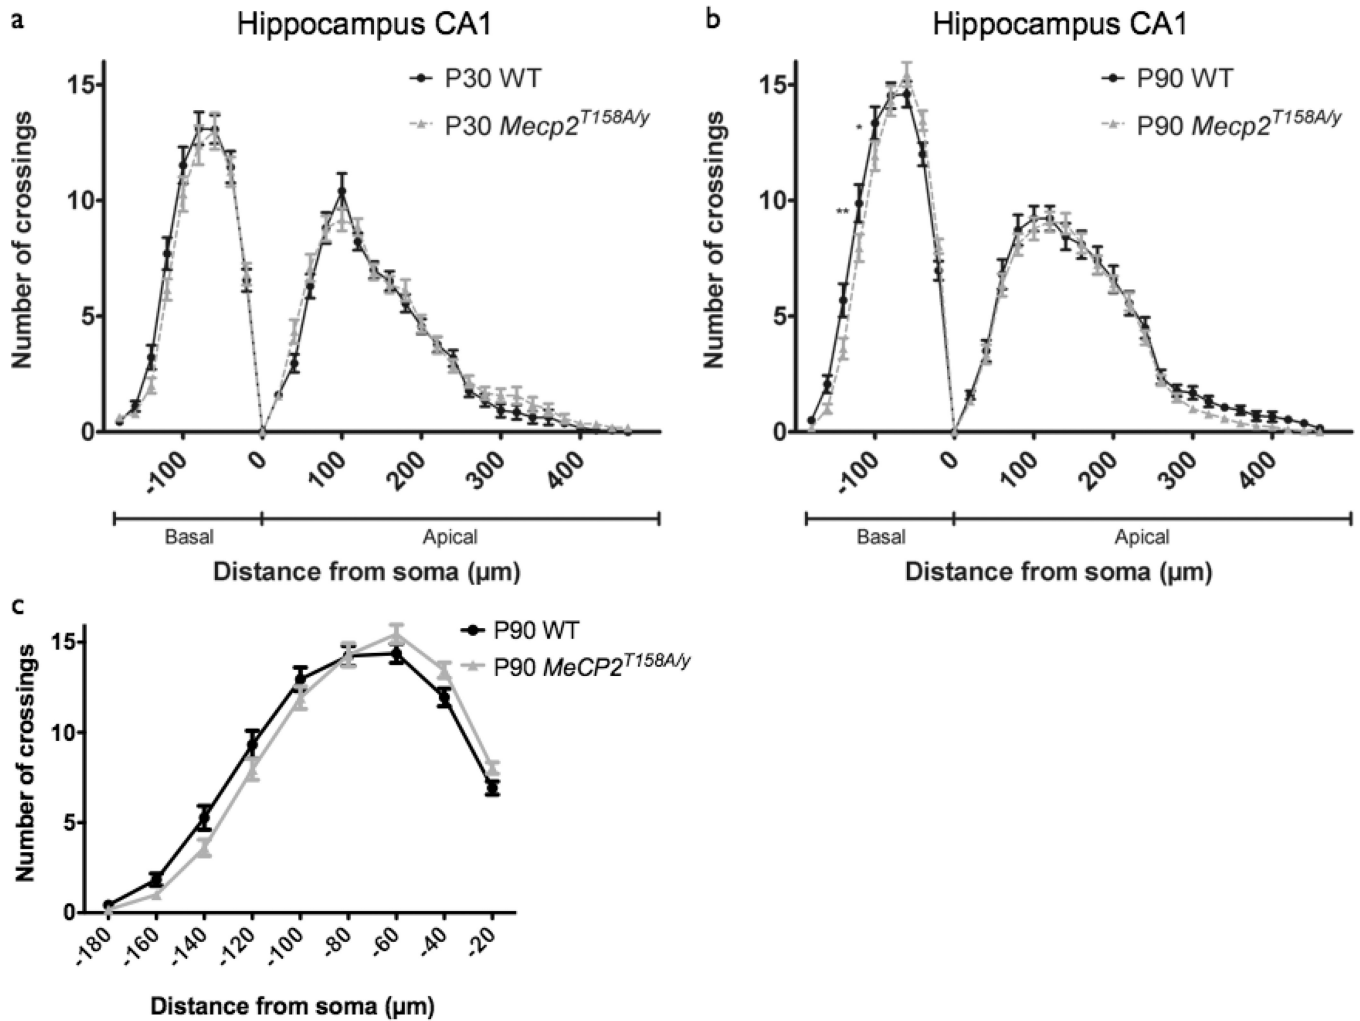 a
Hippocampus CA1
P30 WT
P30 Mecp2T158A/y
Number of crossings
15
10
5
0
-100
0
100
200
300
400
Basal
Apical
Distance from soma (µm)
b
Hippocampus CA1
P90 WT
P90 Mecp2T158A/y
Number of crossings
15
10
5
0
*
**
-100
0
100
200
300
400
Basal
Apical
Distance from soma (µm)
c
P90 WT
P90 MeCP2T158A/y
Number of crossings
15
10
5
0
-180
-160
-140
-120
-100
-80
-60
-40
-20
Distance from soma (µm)